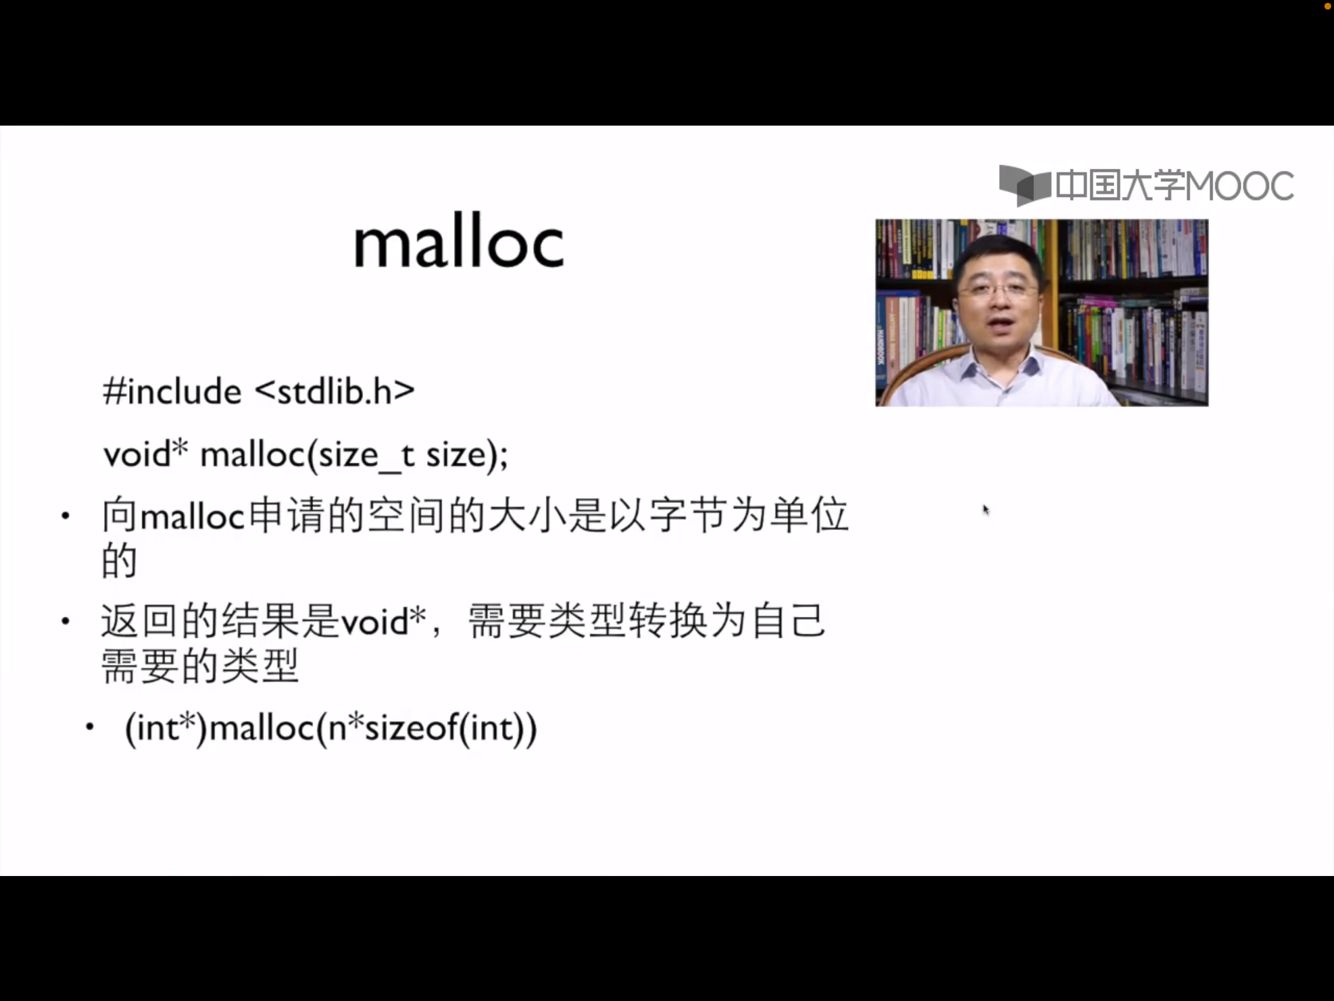 中国大学MOOC
malloc
#include <stdlib.h>
void* malloc(size_t size);
• 向malloc申请的空间的大小是以字节为单位
的
• 返回的结果是void*，需要类型转换为自己
需要的类型
• (int*)malloc(n*sizeof(int))
HANDBOOK